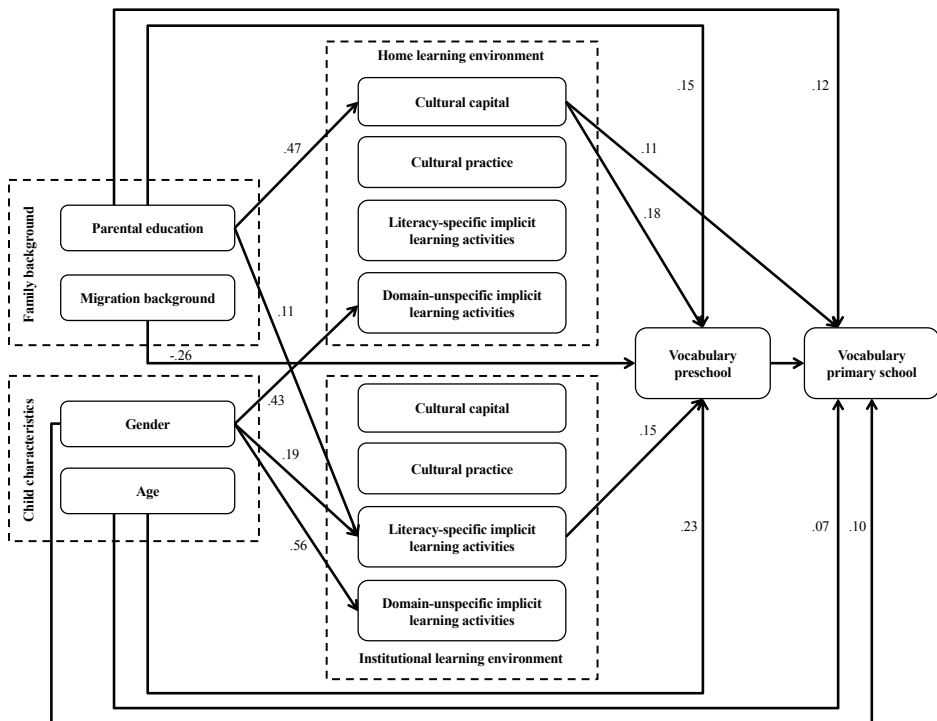 Home learning environment
Cultural capital
.15
.12
.47
Cultural practice
.11
Parental education
Literacy-specific implicit
learning activities
.18
Family background
Migration background
.11
Domain-unspecific implicit
learning activities
-.26
Vocabulary
preschool
Vocabulary
primary school
Child characteristics
Gender
.43
Cultural capital
.15
.19
Cultural practice
Age
Literacy-specific implicit
learning activities
.23
.07
.10
.56
Domain-unspecific implicit
learning activities
Institutional learning environment